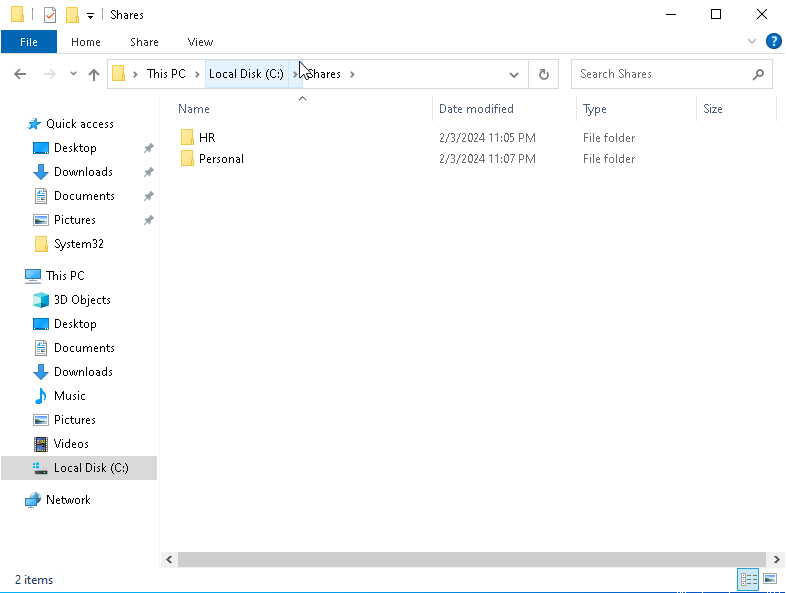 Shares
File Home Share View
This PC Local Disk (C:) Shares Search Shares
Name Date modified Type Size
HR 2/3/2024 11:05 PM File folder
Personal 2/3/2024 11:07 PM File folder
Quick access
Desktop
Downloads
Documents
Pictures
System32
This PC
3D Objects
Desktop
Documents
Downloads
Music
Pictures
Videos
Local Disk (C:)
Network
2 items